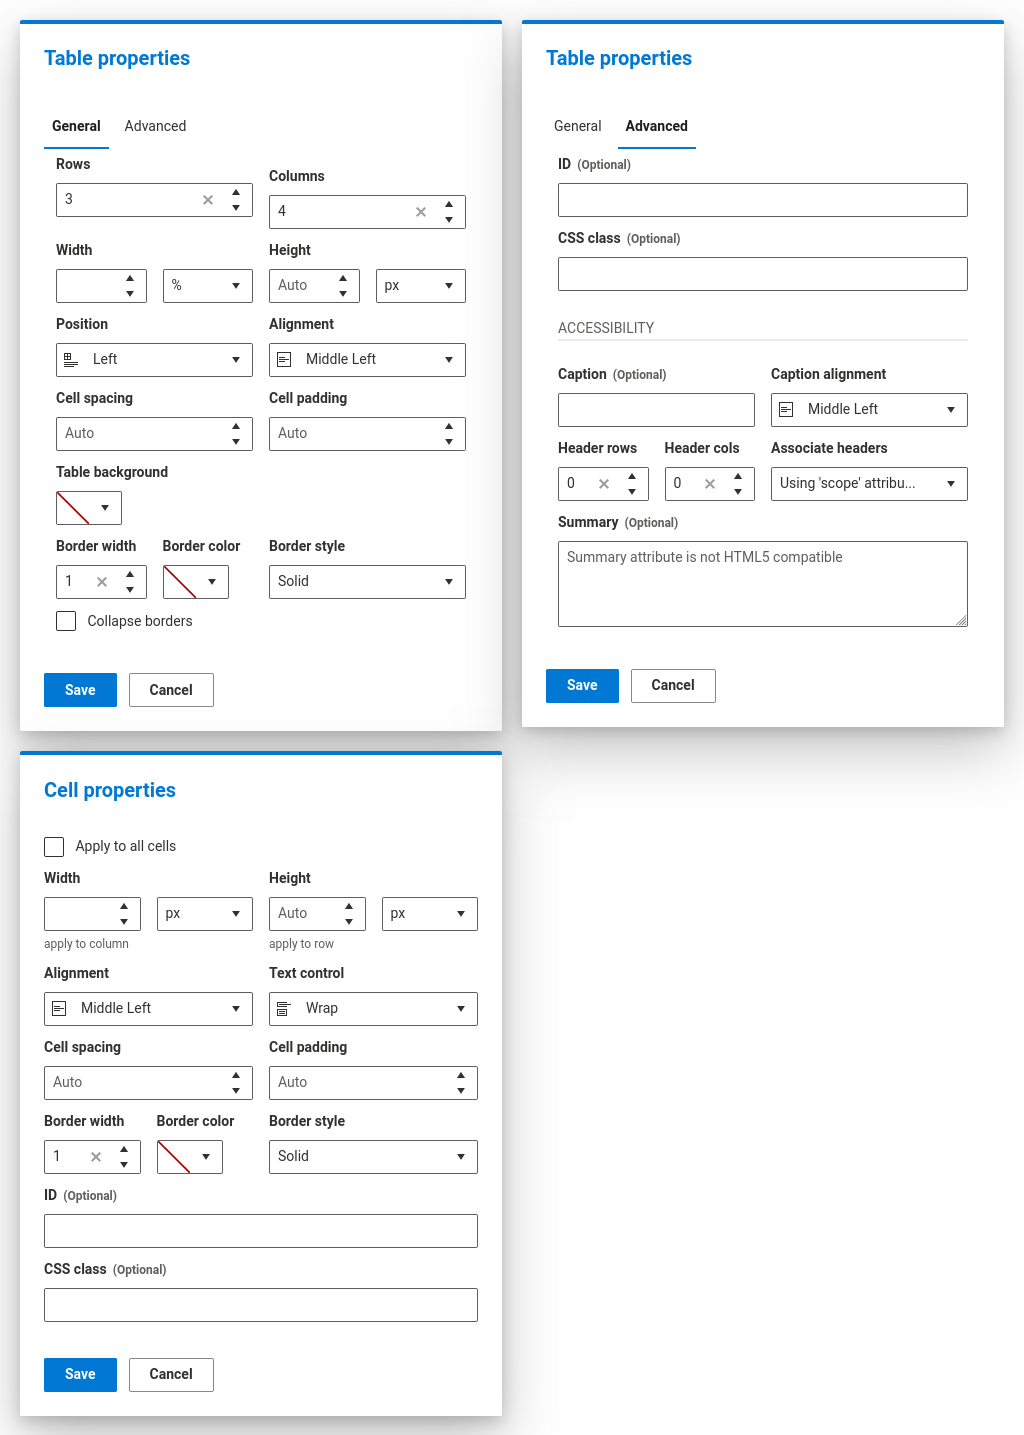 Table properties
General Advanced
Rows
Columns
3
4
Width Height
% Auto px
Position Alignment
Left Middle Left
Cell spacing Cell padding
Auto Auto
Table background
Border width Border color Border style
1 Solid
Collapse borders
Save Cancel
Table properties
General Advanced
ID (Optional)
CSS class (Optional)
ACCESSIBILITY
Caption (Optional) Caption alignment
Middle Left
Header rows Header cols Associate headers
0 0 Using 'scope' attribu...
Summary (Optional)
Summary attribute is not HTML5 compatible
Save Cancel
Cell properties
Apply to all cells
Width Height
px Auto px
apply to column apply to row
Alignment Text control
Middle Left Wrap
Cell spacing Cell padding
Auto Auto
Border width Border color Border style
1 Solid
ID (Optional)
CSS class (Optional)
Save Cancel